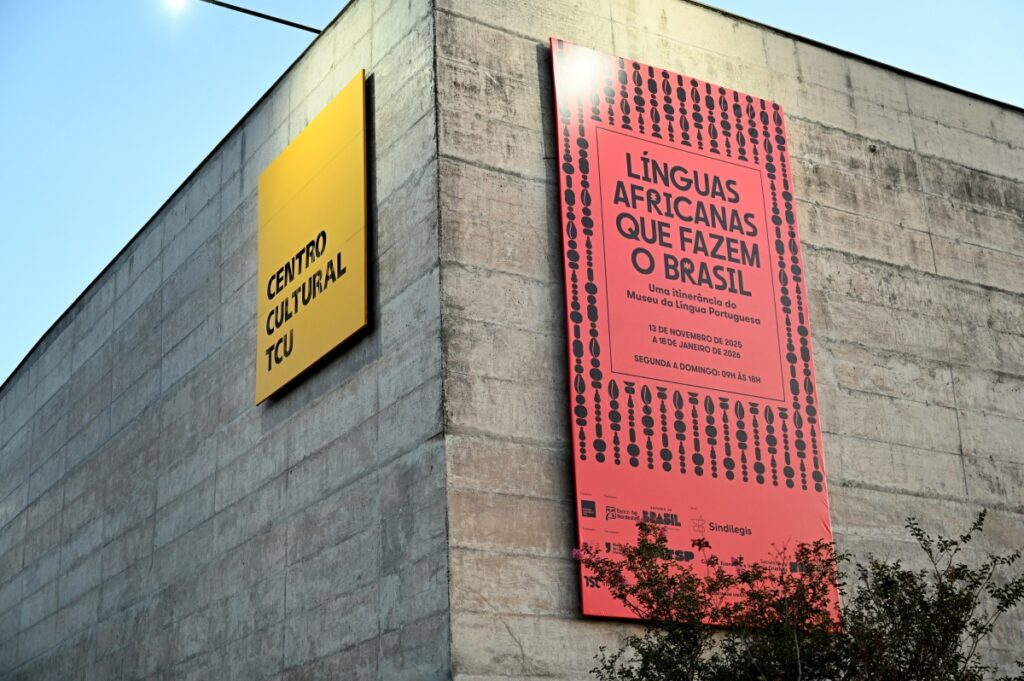 CENTRO
CULTURAL
TCU
LÍNGUAS
AFRICANAS
QUE FAZEM
O BRASIL
Uma itinerância do
Museu da Língua Portuguesa
13 DE NOVEMBRO DE 2025
A 18 DE JANEIRO DE 2026
SEGUNDA A DOMINGO: 09H ÀS 18H
BRASIL
Sindilegis